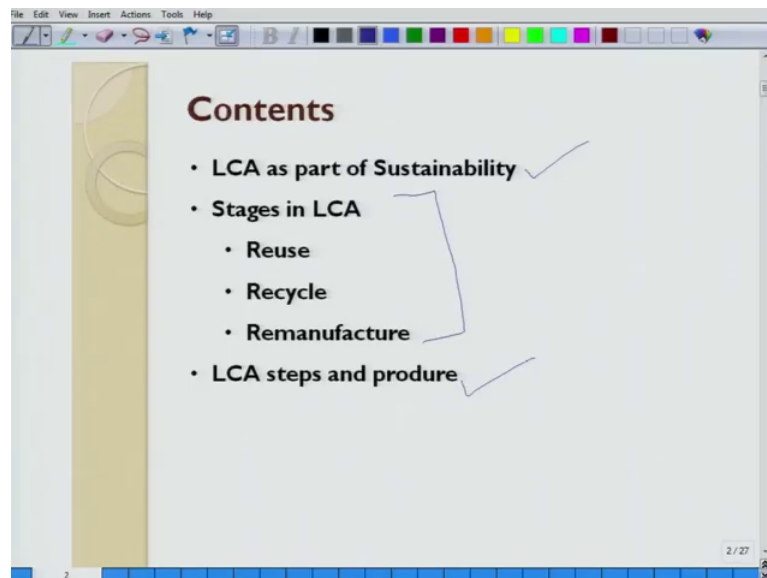 File Edit View Insert Actions Tools Help
B I
Contents
• LCA as part of Sustainability
• Stages in LCA
• Reuse
• Recycle
• Remanufacture
• LCA steps and produre
2/27
2